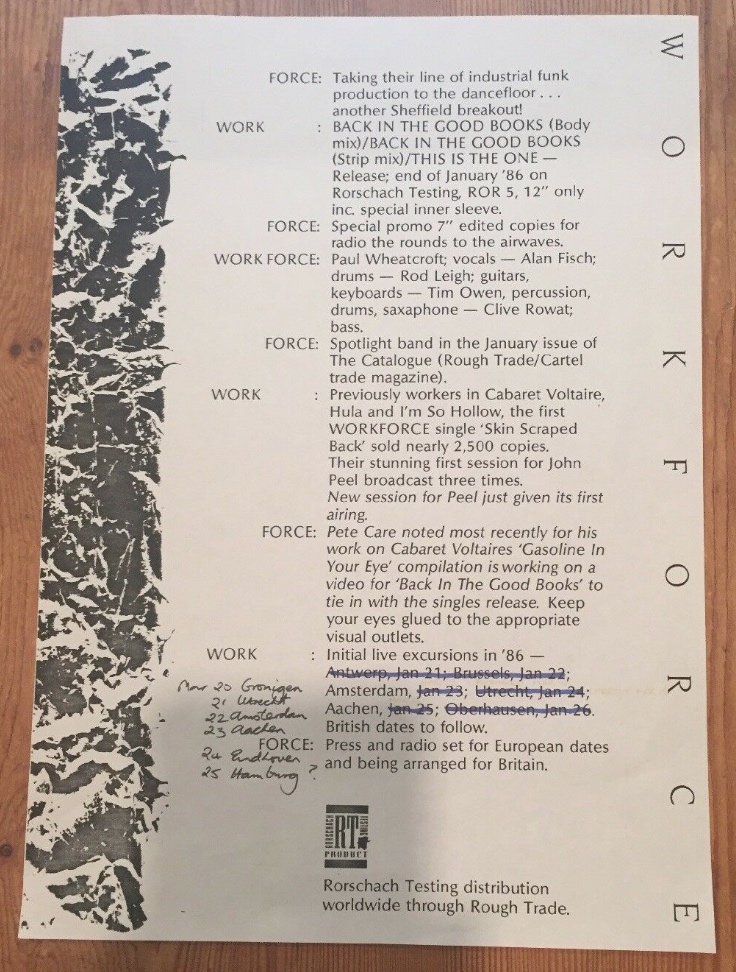 FORCE: Taking their line of industrial funk
production to the dancefloor . . .
another Sheffield breakout!
WORK : BACK IN THE GOOD BOOKS (Body
mix)/BACK IN THE GOOD BOOKS
(Strip mix)/THIS IS THE ONE —
Release; end of January '86 on
Rorschach Testing, ROR 5, 12" only
inc. special inner sleeve.
FORCE: Special promo 7" edited copies for
radio the rounds to the airwaves.
WORK FORCE: Paul Wheatcroft; vocals — Alan Fisch;
drums — Rod Leigh; guitars,
keyboards — Tim Owen, percussion,
drums, saxaphone — Clive Rowat;
bass.
FORCE: Spotlight band in the January issue of
The Catalogue (Rough Trade/Cartel
trade magazine).
WORK : Previously workers in Cabaret Voltaire,
Hula and I'm So Hollow, the first
WORKFORCE single 'Skin Scraped
Back' sold nearly 2,500 copies.
Their stunning first session for John
Peel broadcast three times.
New session for Peel just given its first
airing.
FORCE: Pete Care noted most recently for his
work on Cabaret Voltaires 'Gasoline In
Your Eye' compilation is working on a
video for 'Back In The Good Books' to
tie in with the singles release. Keep
your eyes glued to the appropriate
visual outlets.
WORK : Initial live excursions in '86 —
Antwerp, Jan 21; Brussels, Jan 22;
Amsterdam, Jan 23; Utrecht, Jan 24;
Aachen, Jan 25; Oberhausen, Jan 26.
British dates to follow.
FORCE: Press and radio set for European dates
and being arranged for Britain.
Mar 20 Gronigen
21 Utrecht
22 Amsterdam
23 Aachen
24 Eindhoven
25 Hamburg ?
RORSCHACH
RT
TESTING
PRODUCT
Rorschach Testing distribution
worldwide through Rough Trade.
WORKFORCE